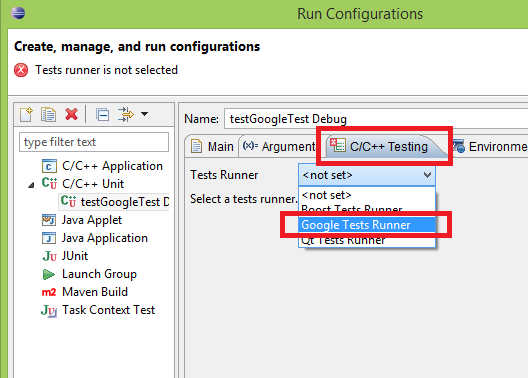 Run Configurations
Create, manage, and run configurations
Tests runner is not selected
Name: testGoogleTest Debug
type filter text
Main (x)= Argument C/C++ Testing Environme
C/C++ Application
C/C++ Unit
testGoogleTest D
Java Applet
Java Application
JUnit
Launch Group
m2 Maven Build
Task Context Test
Tests Runner <not set>
Select a tests runner.
<not set>
Boost Tests Runner
Google Tests Runner
Qt Tests Runner